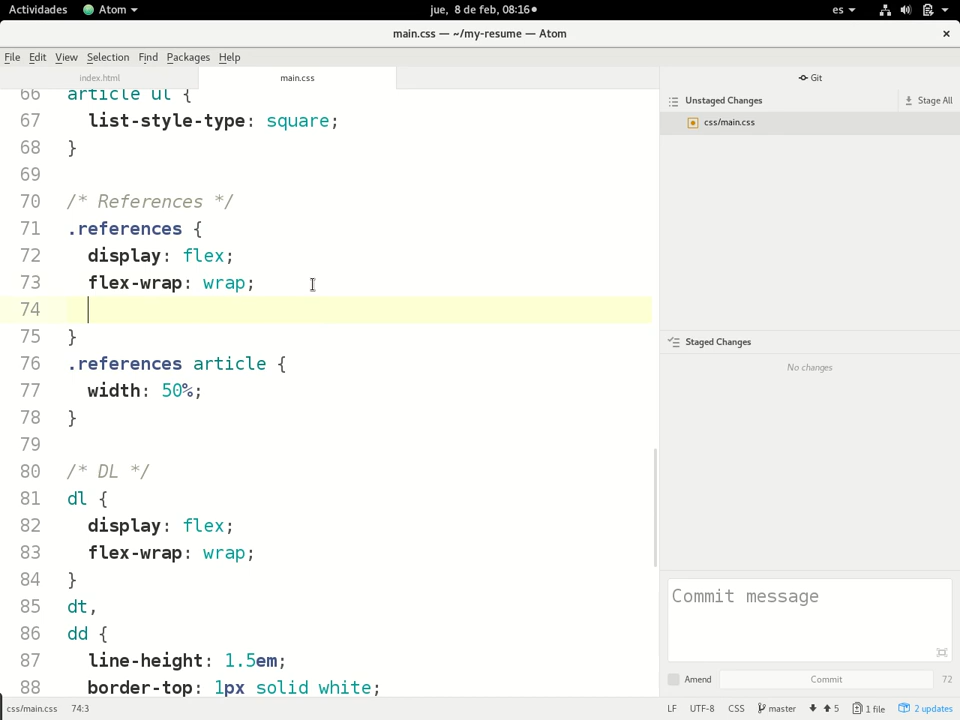 Actividades Atom jue, 8 de feb, 08:16 es
main.css — ~/my-resume — Atom
File Edit View Selection Find Packages Help
index.html main.css Git
66 article ul { Unstaged Changes Stage All
67 list-style-type: square; css/main.css
68 }
69
70 /* References */
71 .references {
72 display: flex;
73 flex-wrap: wrap;
74
75 } Staged Changes
76 .references article { No changes
77 width: 50%;
78 }
79
80 /* DL */
81 dl {
82 display: flex;
83 flex-wrap: wrap;
84 }
85 dt, Commit message
86 dd {
87 line-height: 1.5em;
88 border-top: 1px solid white; Amend Commit 72
css/main.css 74:3 LF UTF-8 CSS master 5 1 file 2 updates